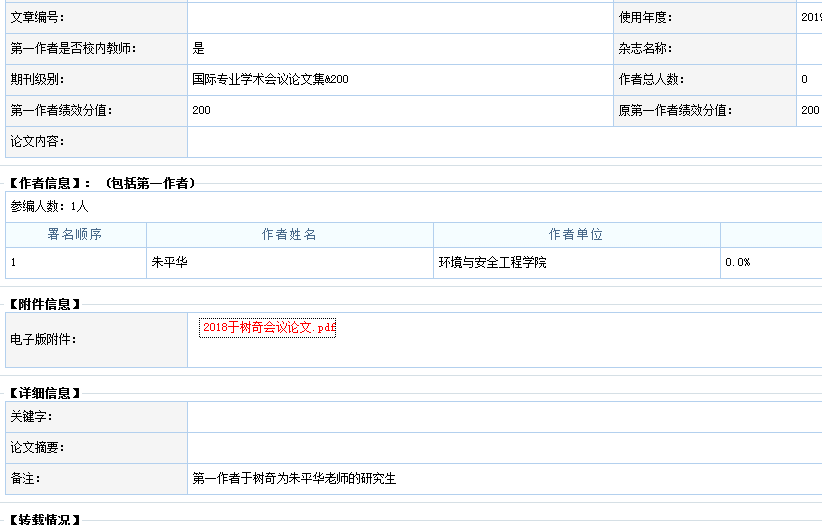 文章编号： 使用年度： 2019
第一作者是否校内教师： 是 杂志名称：
期刊级别： 国际专业学术会议论文集&200 作者总人数： 0
第一作者绩效分值： 200 原第一作者绩效分值： 200
论文内容：
【作者信息】：（包括第一作者）
参编人数：1人
署名顺序 作者姓名 作者单位
1 朱平华 环境与安全工程学院 0.0%
【附件信息】
电子版附件： 2018于树奇会议论文.pdf
【详细信息】
关键字：
论文摘要：
备注： 第一作者于树奇为朱平华老师的研究生
【转载情况】